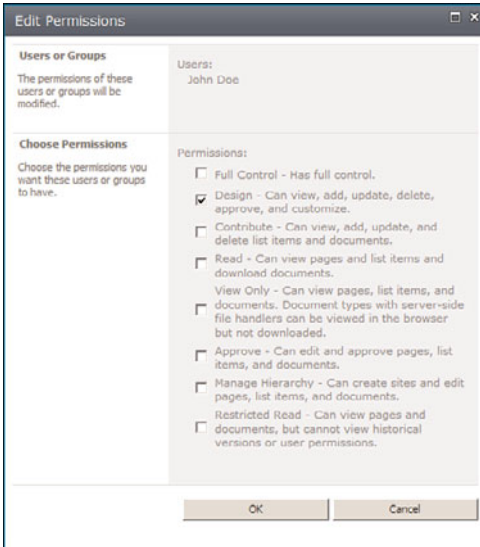 Edit Permissions
Users or Groups
The permissions of these
users or groups will be
modified.
Users:
John Doe
Choose Permissions
Choose the permissions you
want these users or groups
to have.
Permissions:
Full Control - Has full control.
Design - Can view, add, update, delete,
approve, and customize.
Contribute - Can view, add, update, and
delete list items and documents.
Read - Can view pages and list items and
download documents.
View Only - Can view pages, list items, and
documents. Document types with server-side
file handlers can be viewed in the browser
but not downloaded.
Approve - Can edit and approve pages, list
items, and documents.
Manage Hierarchy - Can create sites and edit
pages, list items, and documents.
Restricted Read - Can view pages and
documents, but cannot view historical
versions or user permissions.
OK
Cancel